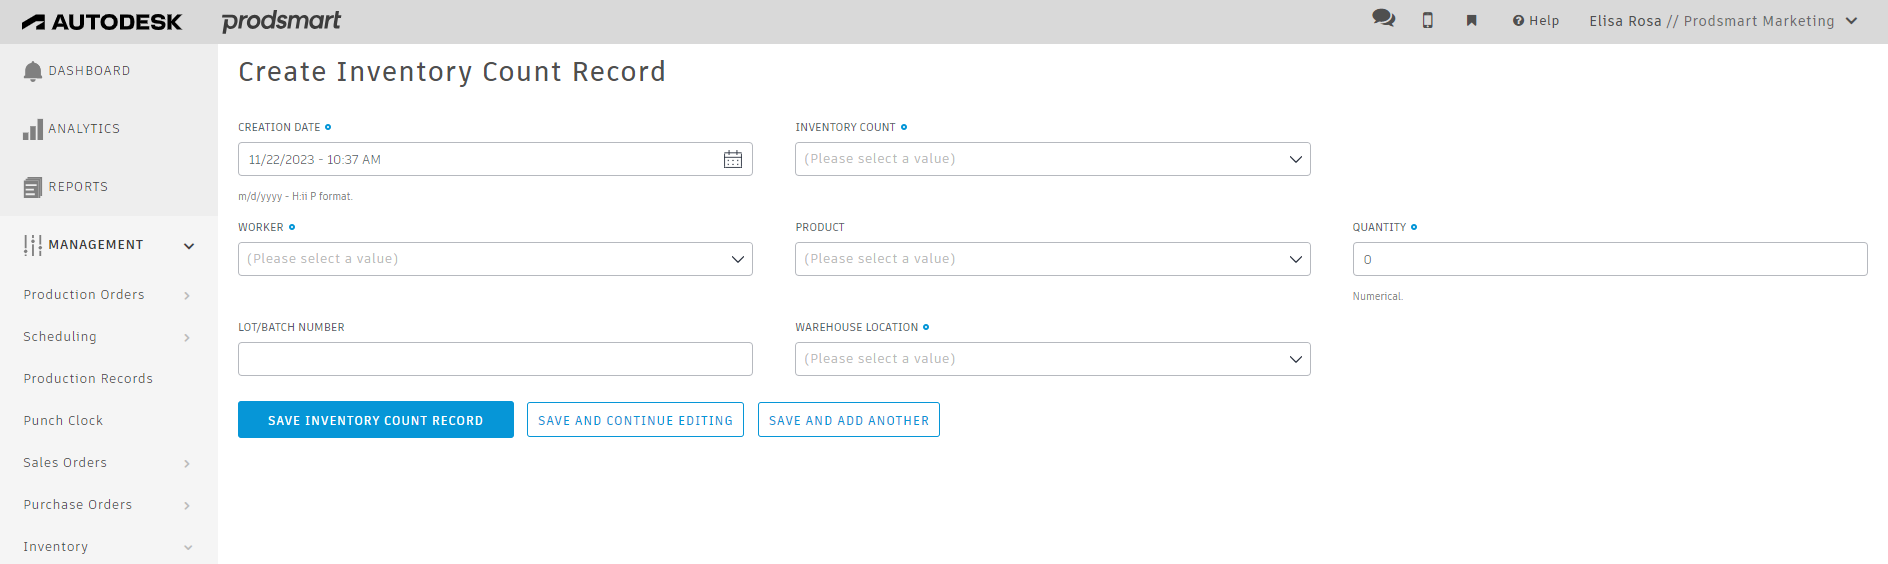 AUTODESK prodsmart Help Elisa Rosa // Prodsmart Marketing
DASHBOARD
ANALYTICS
REPORTS
MANAGEMENT
Production Orders
Scheduling
Production Records
Punch Clock
Sales Orders
Purchase Orders
Inventory
Create Inventory Count Record
CREATION DATE INVENTORY COUNT
11/22/2023 - 10:37 AM (Please select a value)
m/d/yyyy - H:ii P format.
WORKER PRODUCT QUANTITY
(Please select a value) (Please select a value) 0
Numerical.
LOT/BATCH NUMBER WAREHOUSE LOCATION
(Please select a value)
SAVE INVENTORY COUNT RECORD SAVE AND CONTINUE EDITING SAVE AND ADD ANOTHER